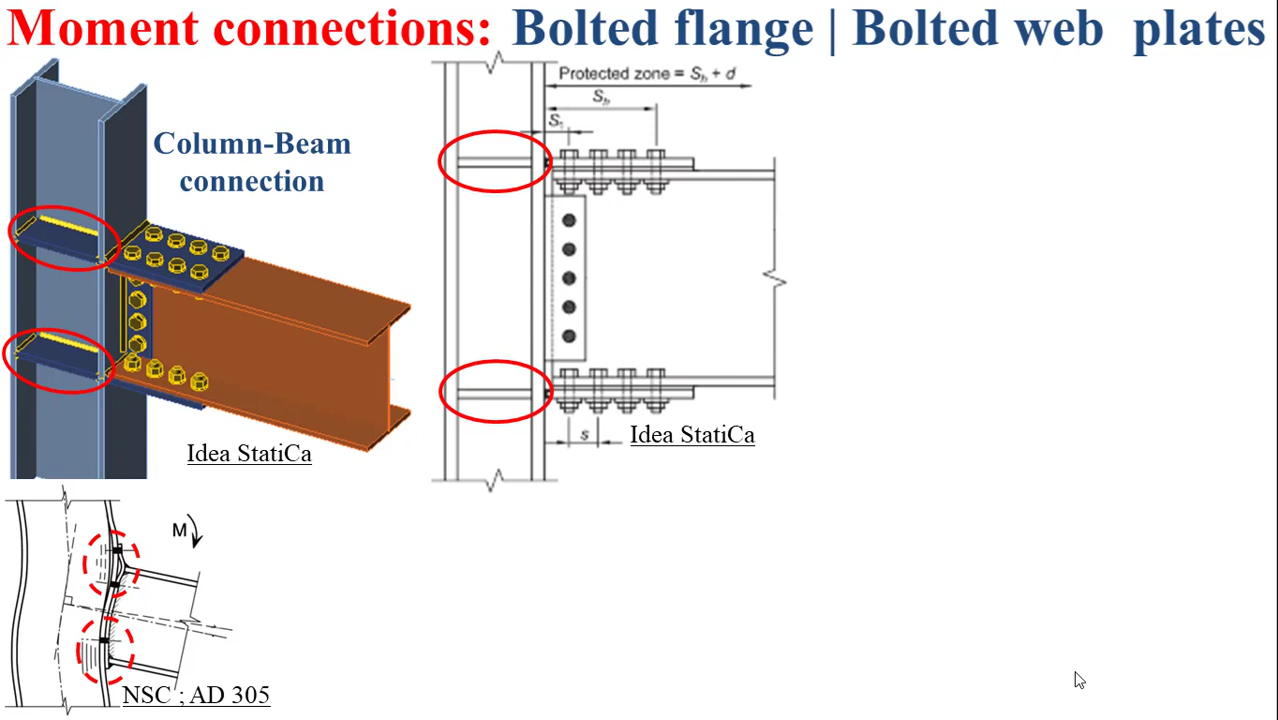 Moment connections: Bolted flange | Bolted web plates
Column-Beam
connection
Idea StatiCa
Protected zone = Sh + d
Sh
S1
s
Idea StatiCa
M
NSC ; AD 305